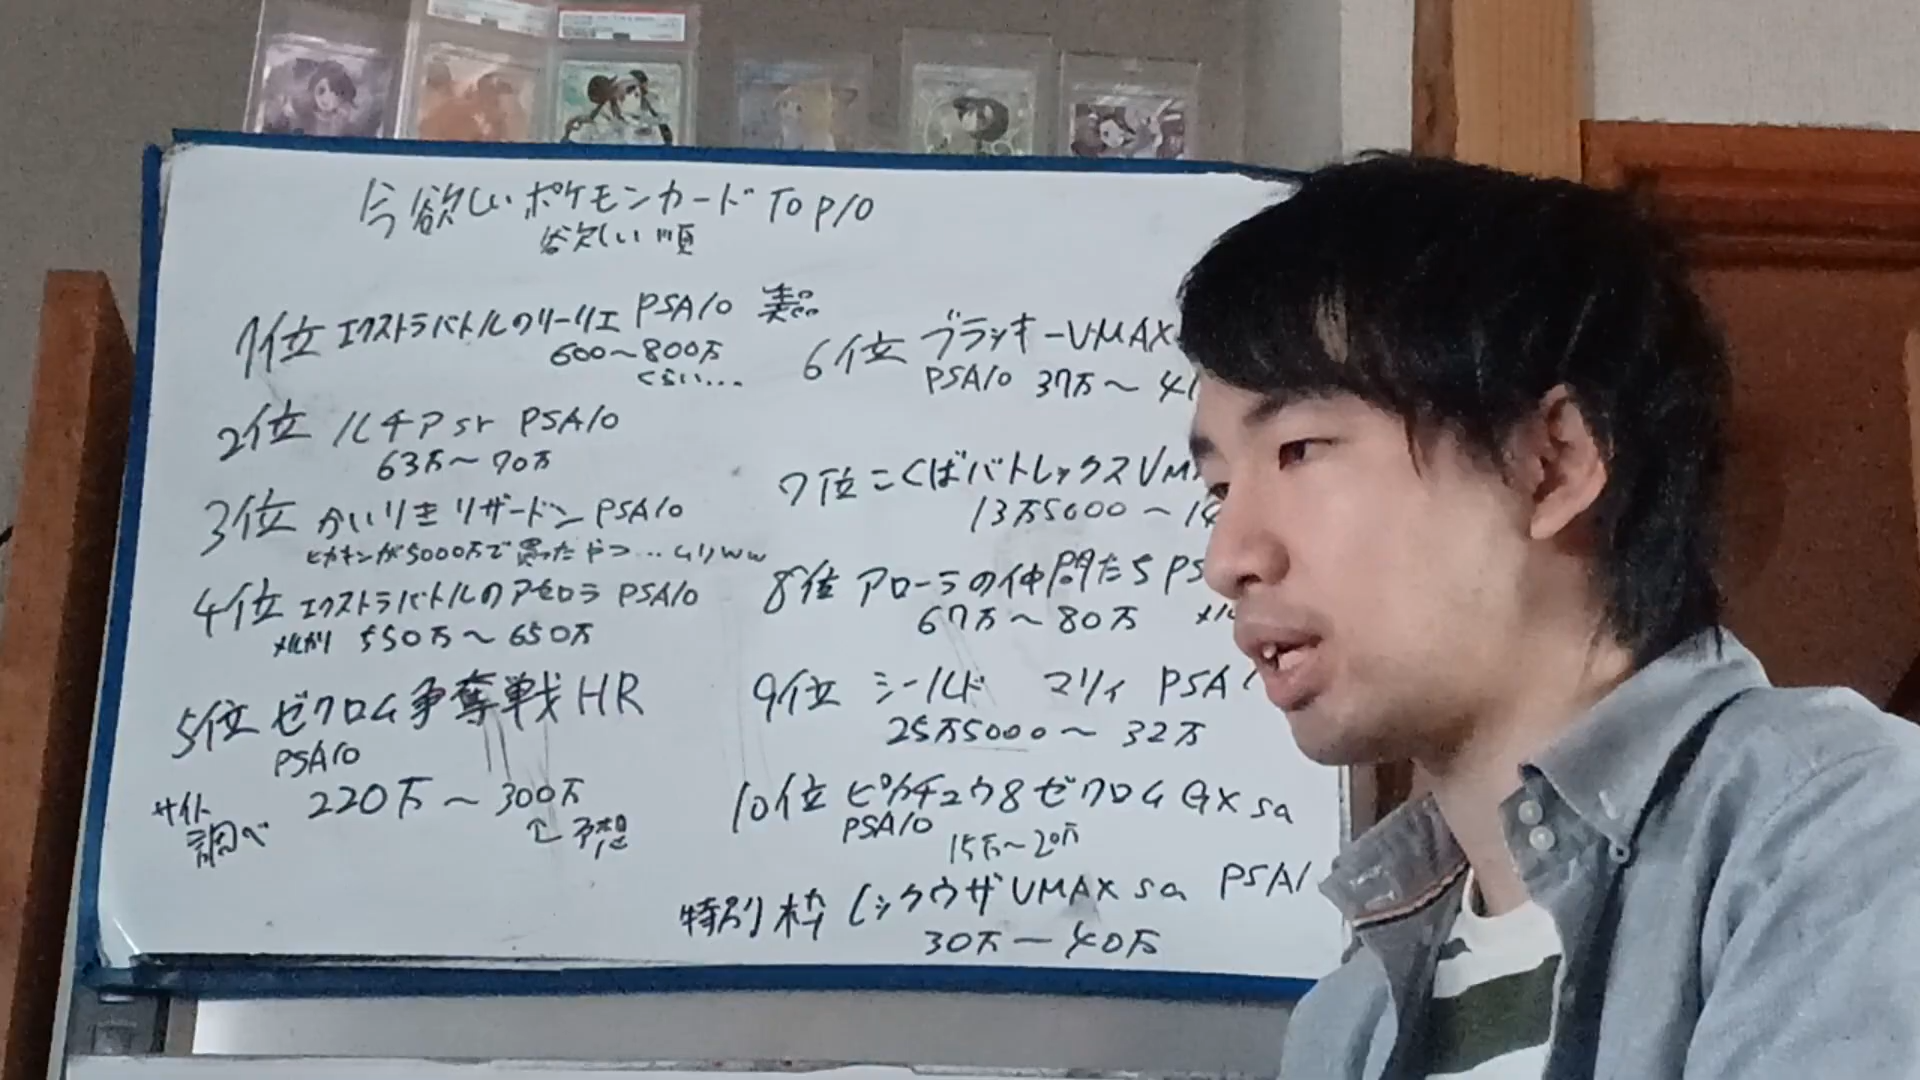 今欲しいポケモンカードTOP10
欲しい順
1位 エクストラバトルのリーリエ PSA10 美品
600～800万
くらい...
2位 ルチアsr PSA10
63万～70万
3位 かいりきリザードン PSA10
ヒカキンが5000万で買ったやつ...ムリww
4位 エクストラバトルのアセロラ PSA10
メルカリ 550万～650万
5位 ゼクロム争奪戦HR
PSA10
サイト調べ
220万～300万
↑予想
6位 ブラッキーVMAX
PSA10 37万～41
7位 こくばバドレックスVM
13万5000～1
8位 アローラの仲間たち PS
67万～80万
9位 シールド マリィ PSA
25万5000～32万
10位 ピカチュウ&ゼクロムGXsa
PSA10
15万～20万
特別枠 レックウザVMAXsa PSA1
30万～40万